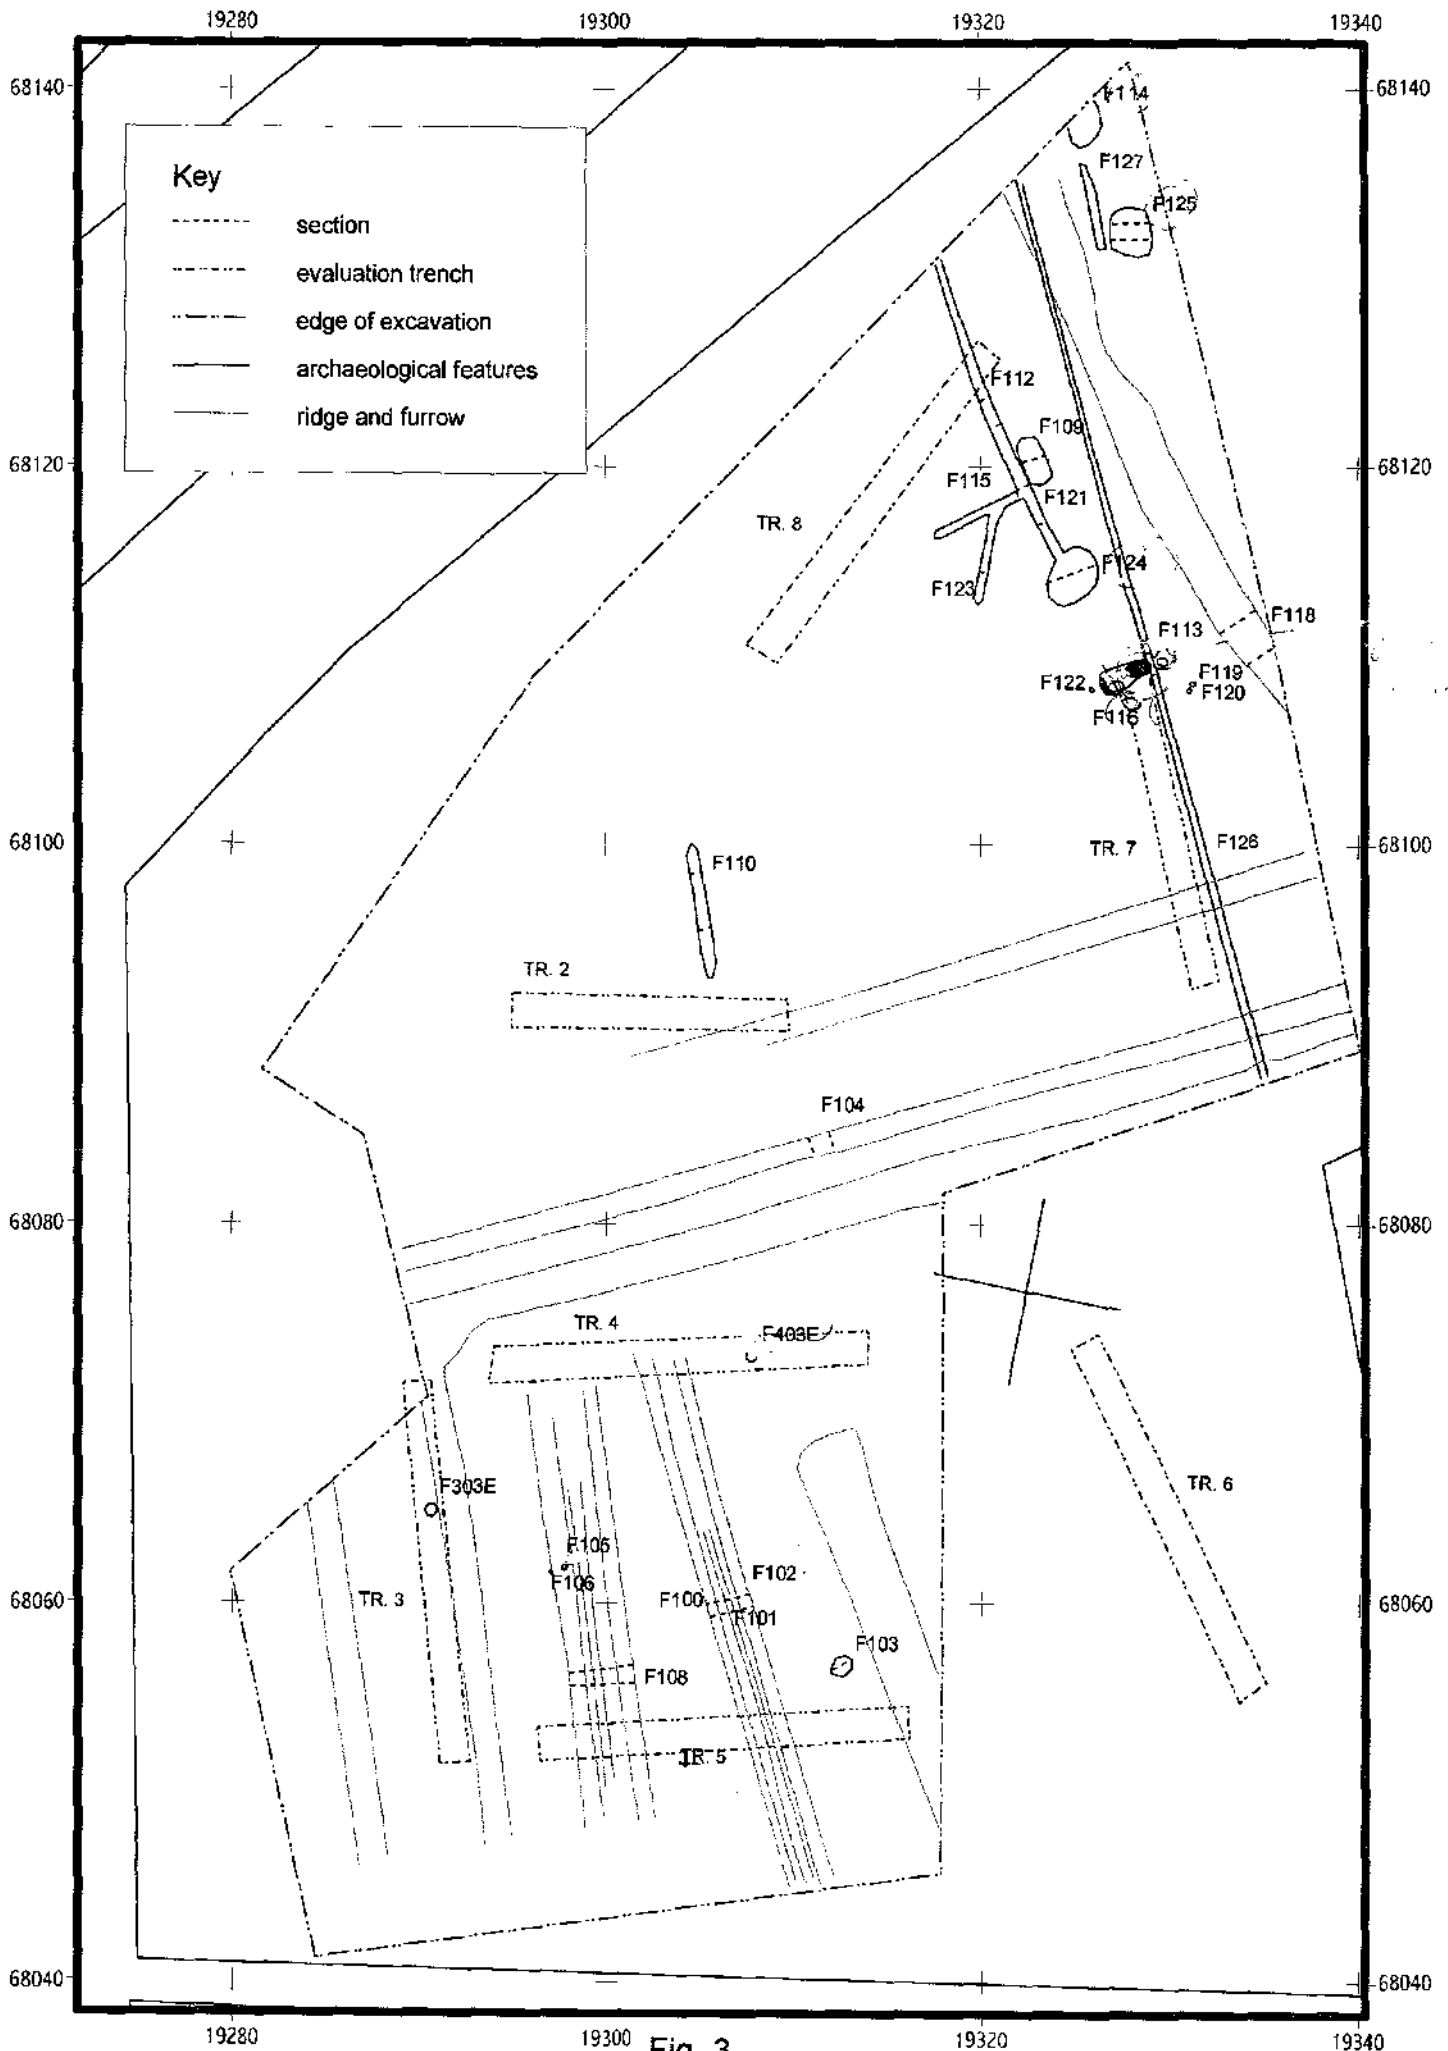 19280
19300
19320
19340
68140
68140
F114
Key
section
evaluation trench
edge of excavation
archaeological features
ridge and furrow
F127
F125
F112
F109
68120
68120
F115
F121
TR. 8
F124
F123
F118
F113
F119
F122
F120
F116
68100
TR. 7
F126
68100
F110
TR. 2
F104
68080
68080
TR. 4
F403E
F303E
TR. 6
F105
F106
F102
TR. 3
F100
F101
68060
68060
F103
F108
TR. 5
68040
68040
19280
19300
Fig. 3
19320
19340